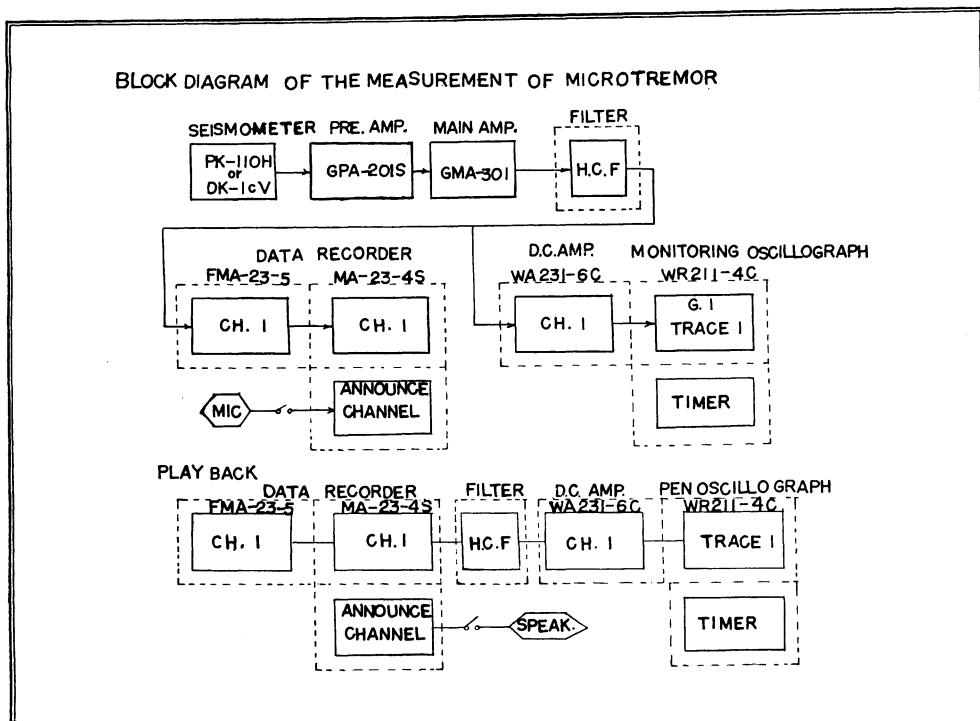 BLOCK DIAGRAM OF THE MEASUREMENT OF MICROTREMOR
FILTER
SEISMOMETER PRE. AMP. MAIN AMP.
PK-110H
or
DK-1cV
GPA-201S
GMA-301
H.C.F
DATA RECORDER
D.C. AMP.
MONITORING OSCILLOGRAPH
FMA-23-5
MA-23-4S
WA231-6C
WR211-4C
CH. 1
CH. 1
CH. 1
G. 1
TRACE 1
MIC
ANNOUNCE
CHANNEL
TIMER
PLAY BACK
DATA RECORDER
FILTER
D.C. AMP.
PEN OSCILLOGRAPH
FMA-23-5
MA-23-4S
WA231-6C
WR211-4C
CH. 1
CH. 1
H.C.F
CH. 1
TRACE 1
ANNOUNCE
CHANNEL
SPEAK.
TIMER